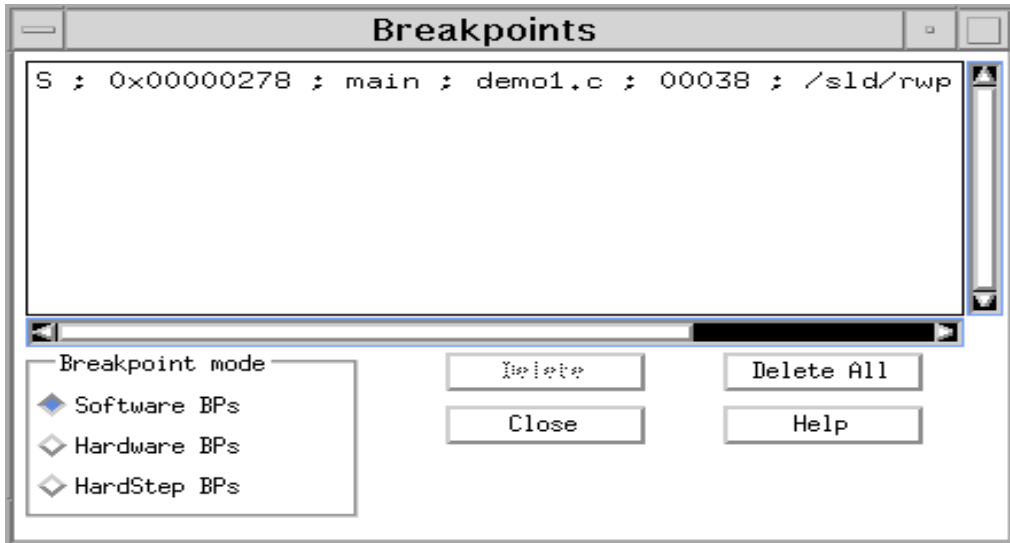 Breakpoints
S ; 0x00000278 ; main ; demo1.c ; 00038 ; /sld/rwp
Breakpoint mode
Software BPs
Hardware BPs
HardStep BPs
Delete
Delete All
Close
Help